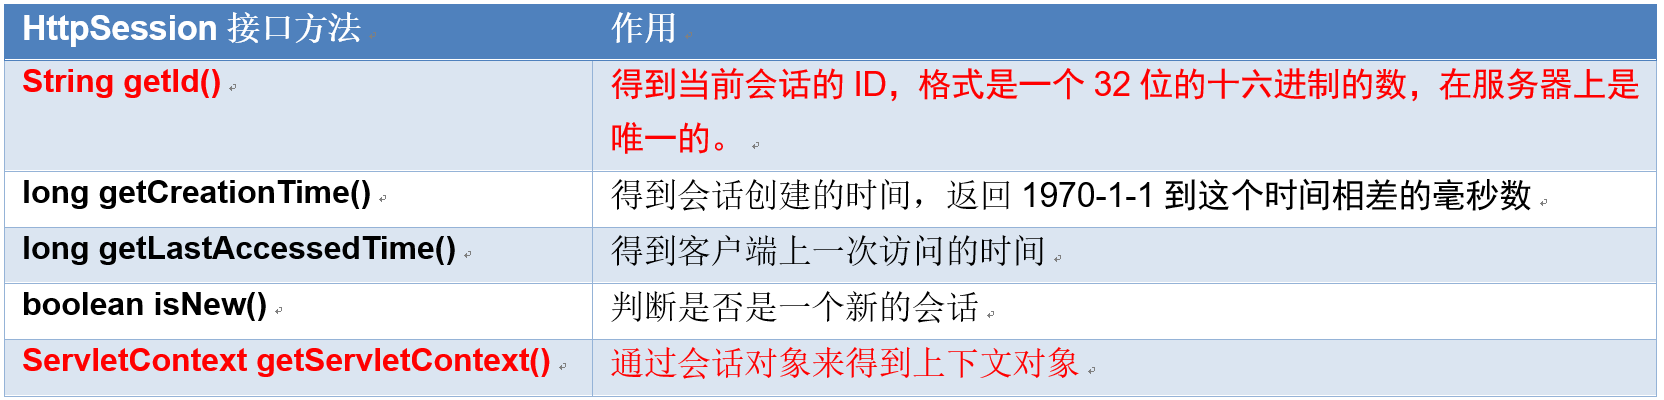 HttpSession 接口方法
作用
String getId()
得到当前会话的 ID，格式是一个 32 位的十六进制的数，在服务器上是
唯一的。
long getCreationTime()
得到会话创建的时间，返回 1970-1-1 到这个时间相差的毫秒数
long getLastAccessedTime()
得到客户端上一次访问的时间
boolean isNew()
判断是否是一个新的会话
ServletContext getServletContext()
通过会话对象来得到上下文对象